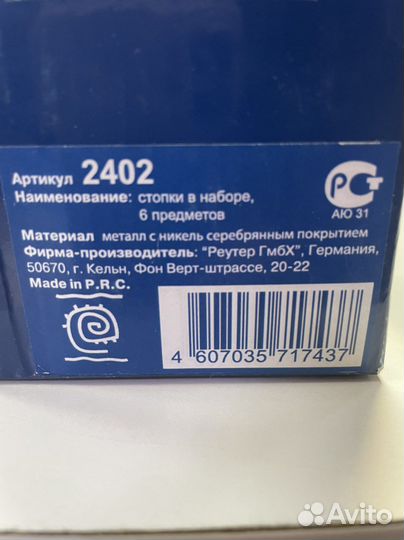 Артикул 2402
Наименование: стопки в наборе,
6 предметов
РСТ
АЮ 31
Материал металл с никель серебрянным покрытием
Фирма-производитель: "Реутер ГмбХ", Германия,
50670, г. Кельн, Фон Верт-штрассе, 20-22
Made in P.R.C.
4 607035 717437
Avito